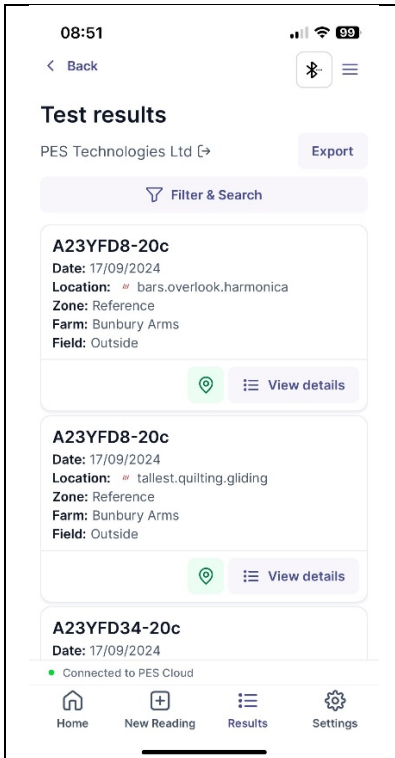 08:51
99
Back
Test results
PES Technologies Ltd
Export
Filter & Search
A23YFD8-20c
Date: 17/09/2024
Location: /// bars.overlook.harmonica
Zone: Reference
Farm: Bunbury Arms
Field: Outside
View details
A23YFD8-20c
Date: 17/09/2024
Location: /// tallest.quilting.gliding
Zone: Reference
Farm: Bunbury Arms
Field: Outside
View details
A23YFD34-20c
Date: 17/09/2024
Connected to PES Cloud
Home New Reading Results Settings